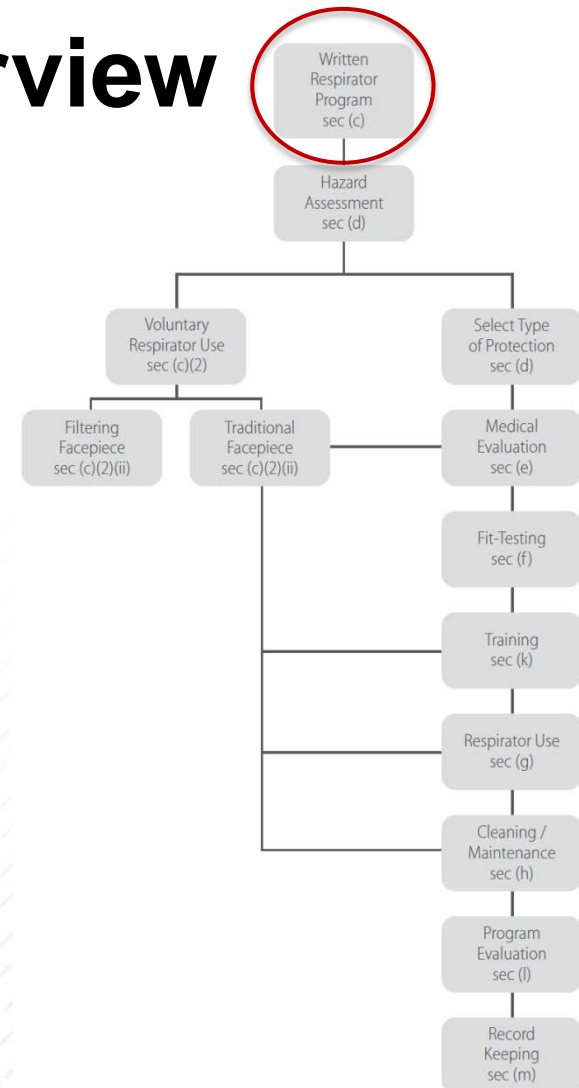 rview
Written
Respirator
Program
sec (c)
Hazard
Assessment
sec (d)
Voluntary
Respirator Use
sec (c)(2)
Select Type
of Protection
sec (d)
Filtering
Facepiece
sec (c)(2)(ii)
Traditional
Facepiece
sec (c)(2)(ii)
Medical
Evaluation
sec (e)
Fit-Testing
sec (f)
Training
sec (k)
Respirator Use
sec (g)
Cleaning /
Maintenance
sec (h)
Program
Evaluation
sec (l)
Record
Keeping
sec (m)